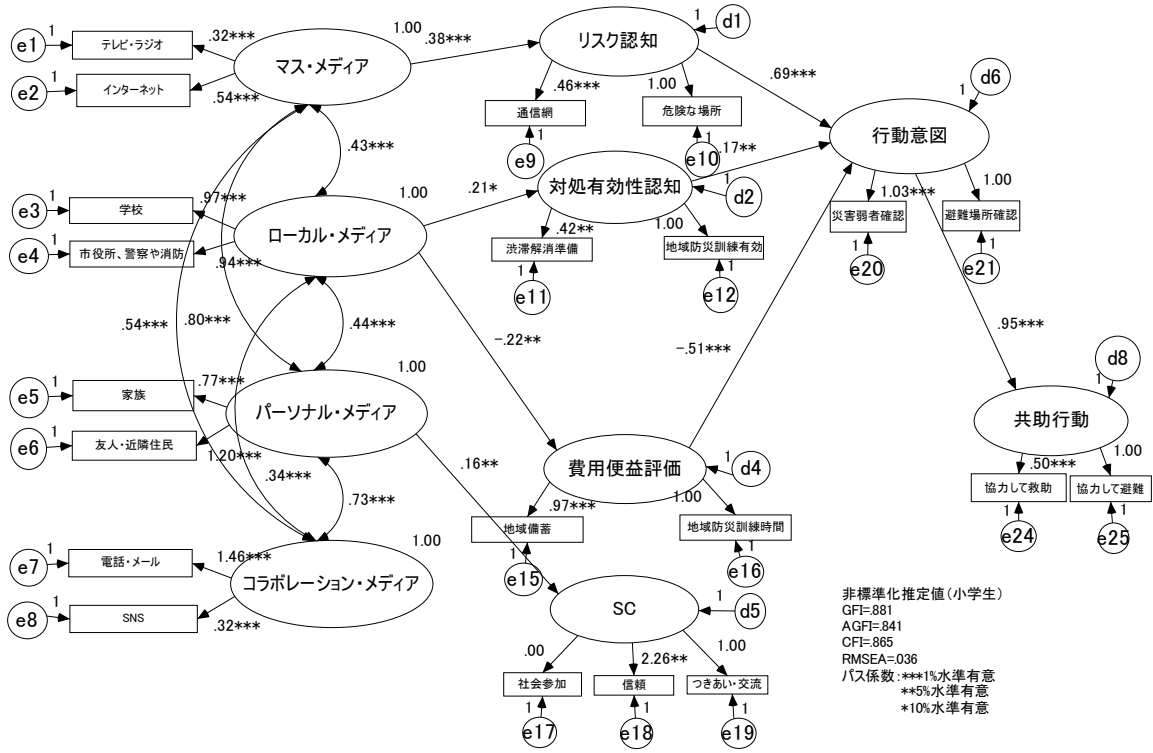 1
e1
テレビ・ラジオ
.32***
1.00
マス・メディア
1
e2
インターネット
.54***
.38***
リスク認知
1
d1
.46***
1.00
通信網
危険な場所
1
e9
1
e10
.69***
1
d6
行動意図
.43***
1
e3
学校
.97***
1.00
ローカル・メディア
1
e4
市役所、警察や消防
.94***
.21*
対処有効性認知
.17**
1
d2
.42**
1.00
渋滞解消準備
地域防災訓練有効
1
e11
1
e12
1.03***
1.00
災害弱者確認
避難場所確認
1
e20
1
e21
.54***
.80***
.44***
-.22**
-.51***
.95***
1
e5
家族
.77***
1.00
パーソナル・メディア
1
e6
友人・近隣住民
1.20***
.34***
.73***
.16**
費用便益評価
1
d4
.97***
1.00
地域備蓄
地域防災訓練時間
1
e15
1
e16
1
d8
共助行動
.50***
1.00
協力して救助
協力して避難
1
e24
1
e25
1
e7
電話・メール
1.46***
1.00
コラボレーション・メディア
1
e8
SNS
.32***
SC
1
d5
.00
2.26**
1.00
社会参加
信頼
つきあい・交流
1
e17
1
e18
1
e19
非標準化推定値(小学生)
GFI=.881
AGFI=.841
CFI=.865
RMSEA=.036
パス係数:***1%水準有意
**5%水準有意
*10%水準有意